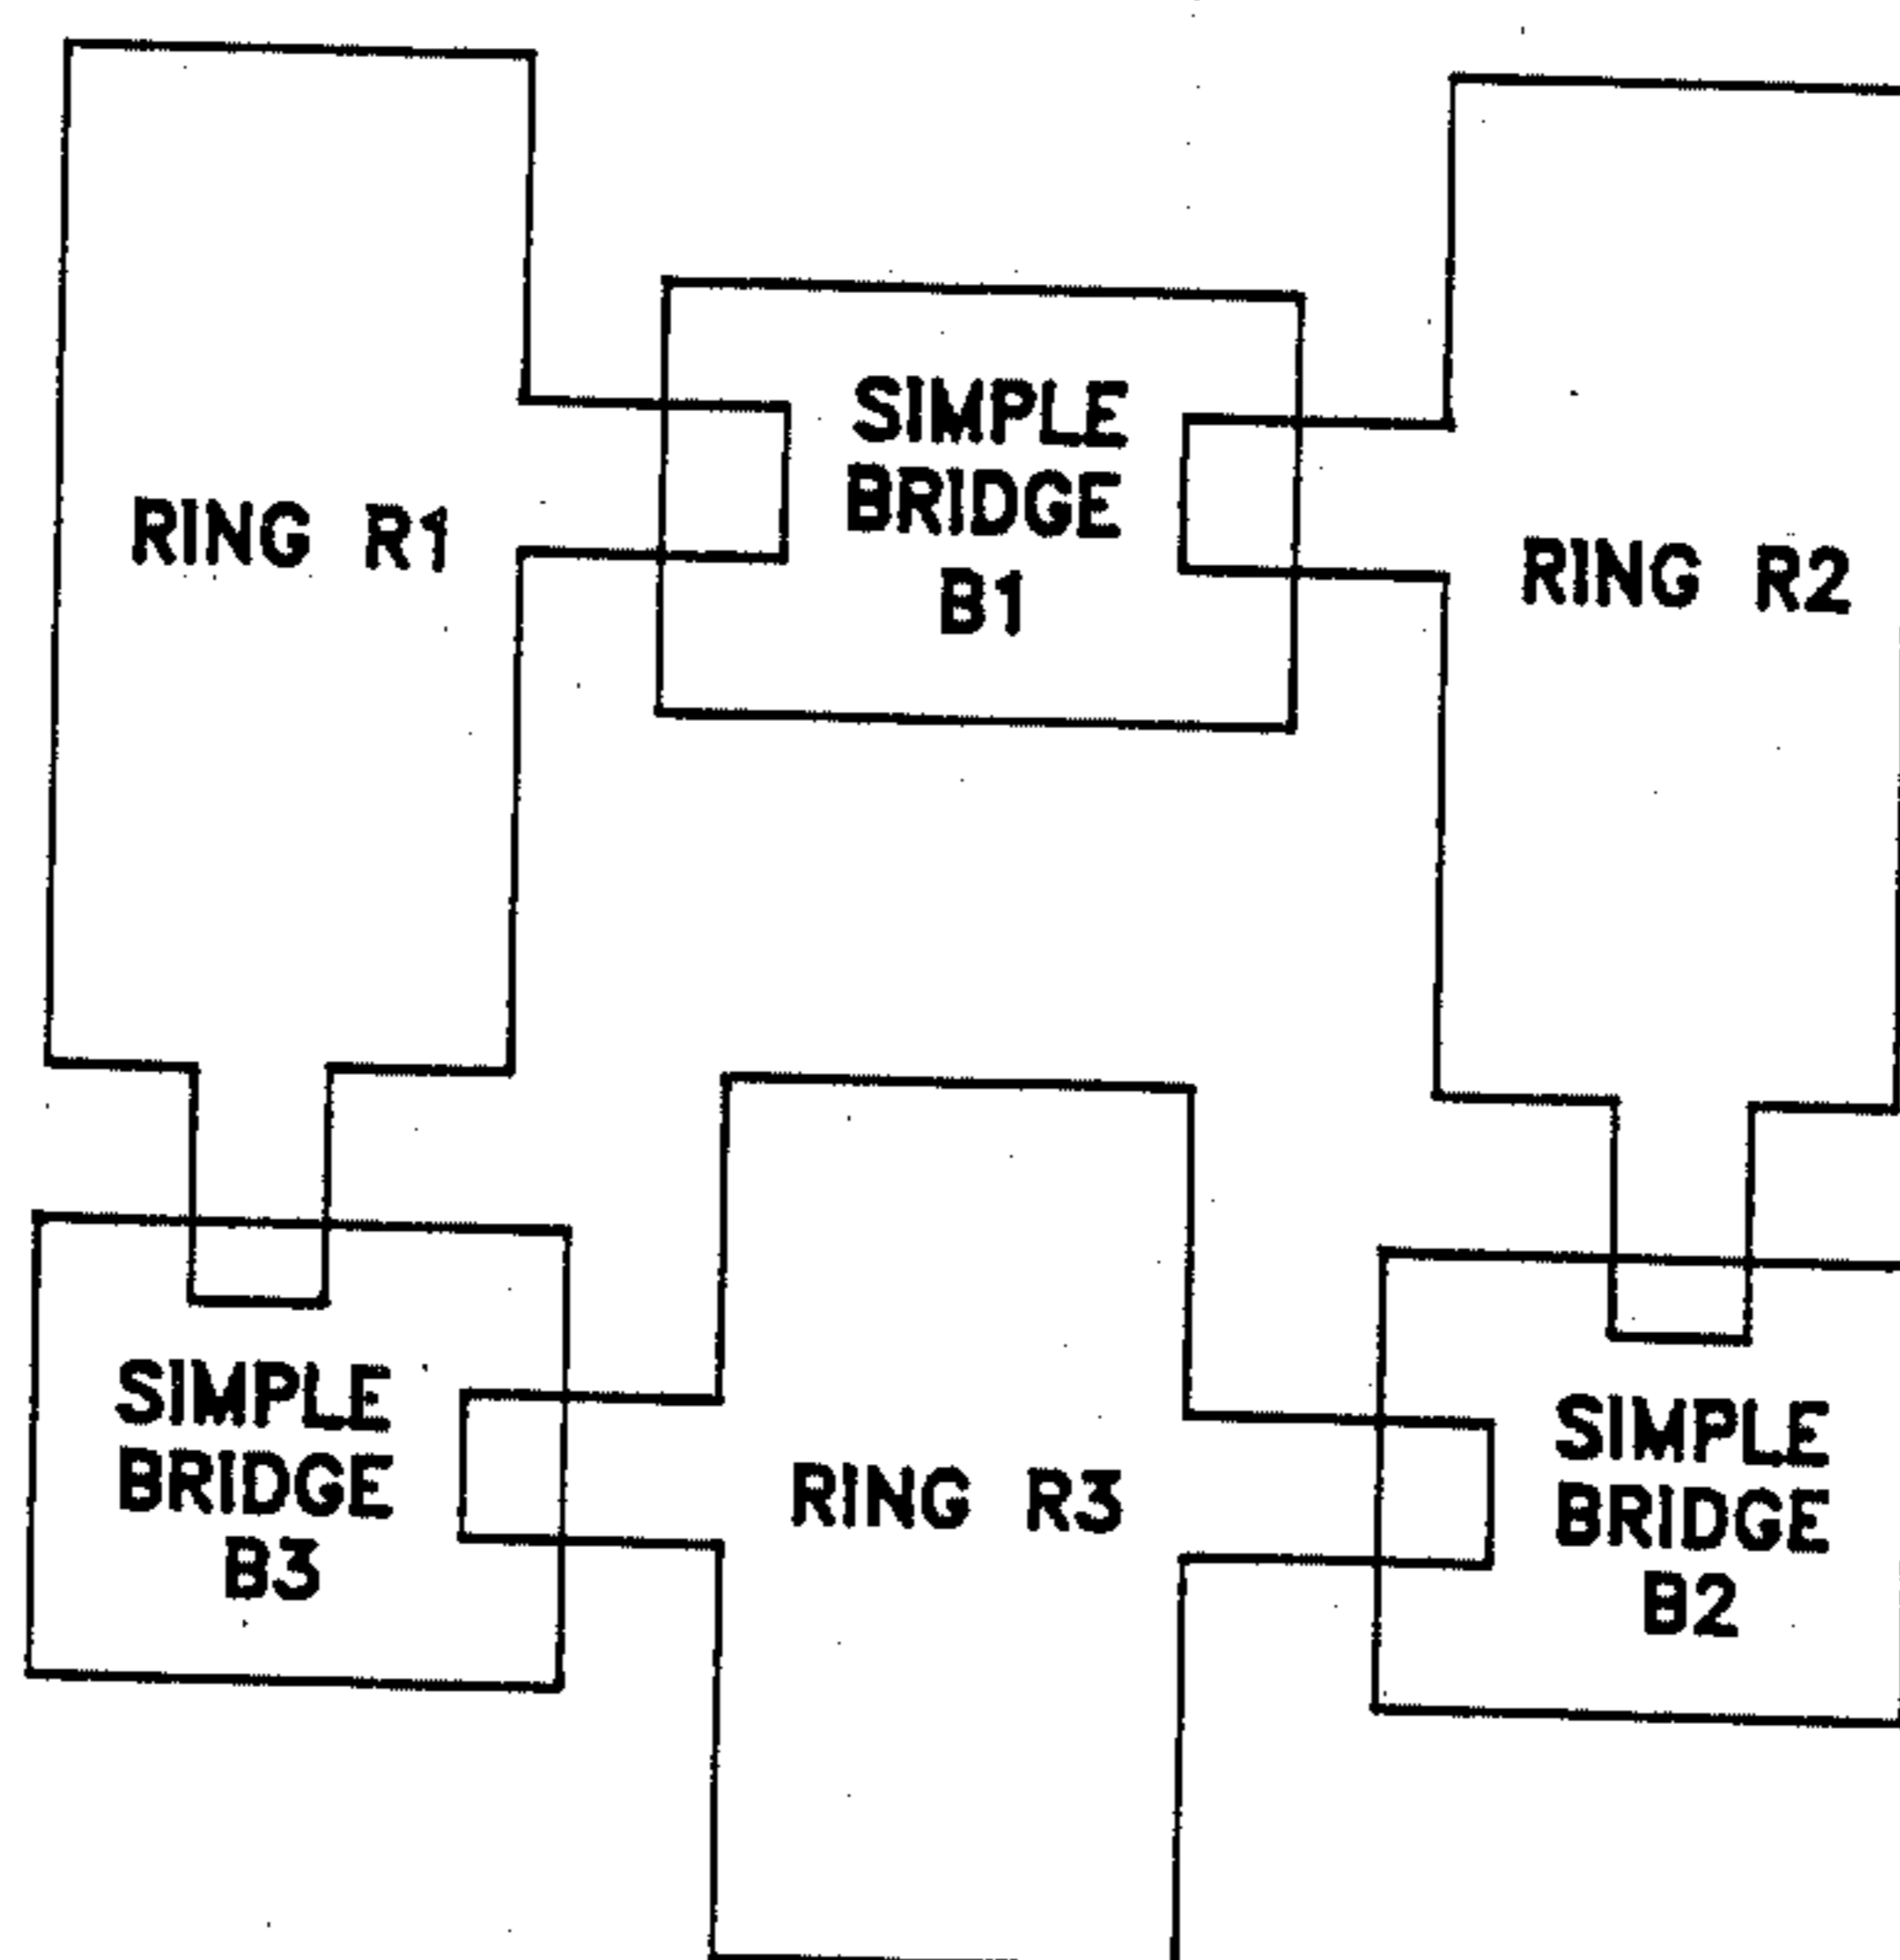 SIMPLE
BRIDGE
B1
RING R1
RING R2
SIMPLE
BRIDGE
B3
RING R3
SIMPLE
BRIDGE
B2